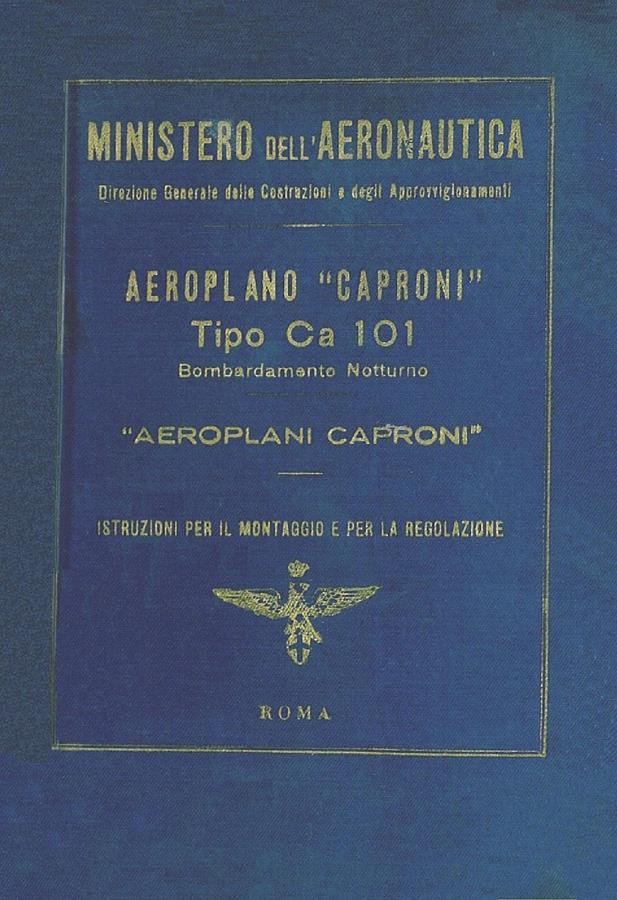 MINISTERO DELL'AERONAUTICA
Direzione Generale delle Costruzioni e degli Approvvigionamenti
AEROPLANO "CAPRONI"
Tipo Ca 101
Bombardamento Notturno
"AEROPLANI CAPRONI"
ISTRUZIONI PER IL MONTAGGIO E PER LA REGOLAZIONE
ROMA